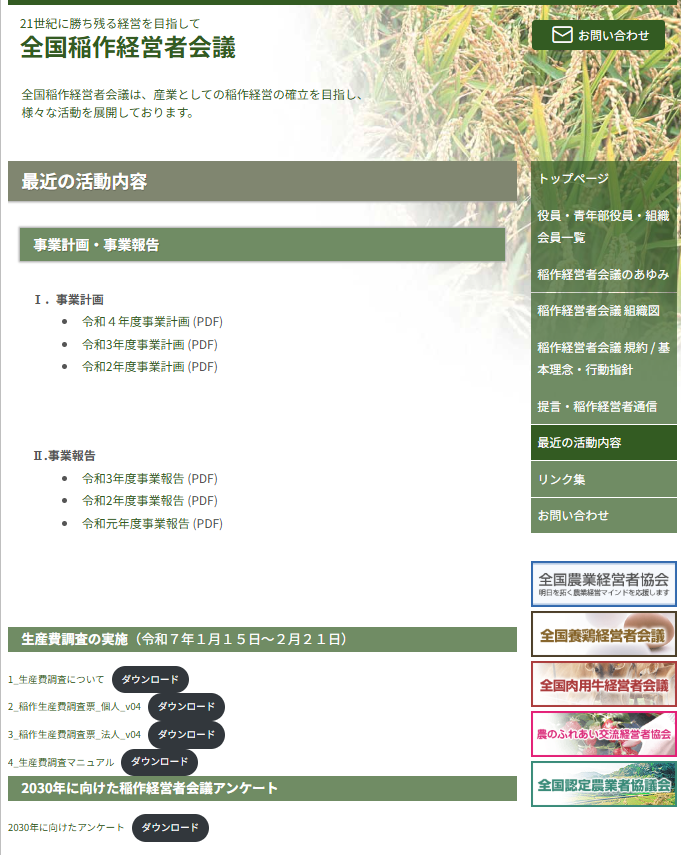 21世紀に勝ち残る経営を目指して
全国稲作経営者会議
お問い合わせ
全国稲作経営者会議は、産業としての稲作経営の確立を目指し、
様々な活動を展開しております。
最近の活動内容
事業計画・事業報告
Ⅰ．事業計画
令和４年度事業計画 (PDF)
令和3年度事業計画 (PDF)
令和2年度事業計画 (PDF)
Ⅱ.事業報告
令和3年度事業報告 (PDF)
令和2年度事業報告 (PDF)
令和元年度事業報告 (PDF)
生産費調査の実施（令和７年１月１５日～２月２１日）
1_生産費調査について ダウンロード
2_稲作生産費調査票_個人_v04 ダウンロード
3_稲作生産費調査票_法人_v04 ダウンロード
4_生産費調査マニュアル ダウンロード
2030年に向けた稲作経営者会議アンケート
2030年に向けたアンケート ダウンロード
トップページ
役員・青年部役員・組織
会員一覧
稲作経営者会議のあゆみ
稲作経営者会議 組織図
稲作経営者会議 規約 / 基
本理念・行動指針
提言・稲作経営者通信
最近の活動内容
リンク集
お問い合わせ
全国農業経営者協会
明日を拓く農業経営マインドを応援します
全国養鶏経営者会議
全国肉用牛経営者会議
農のふれあい交流経営者協会
全国認定農業者協議会